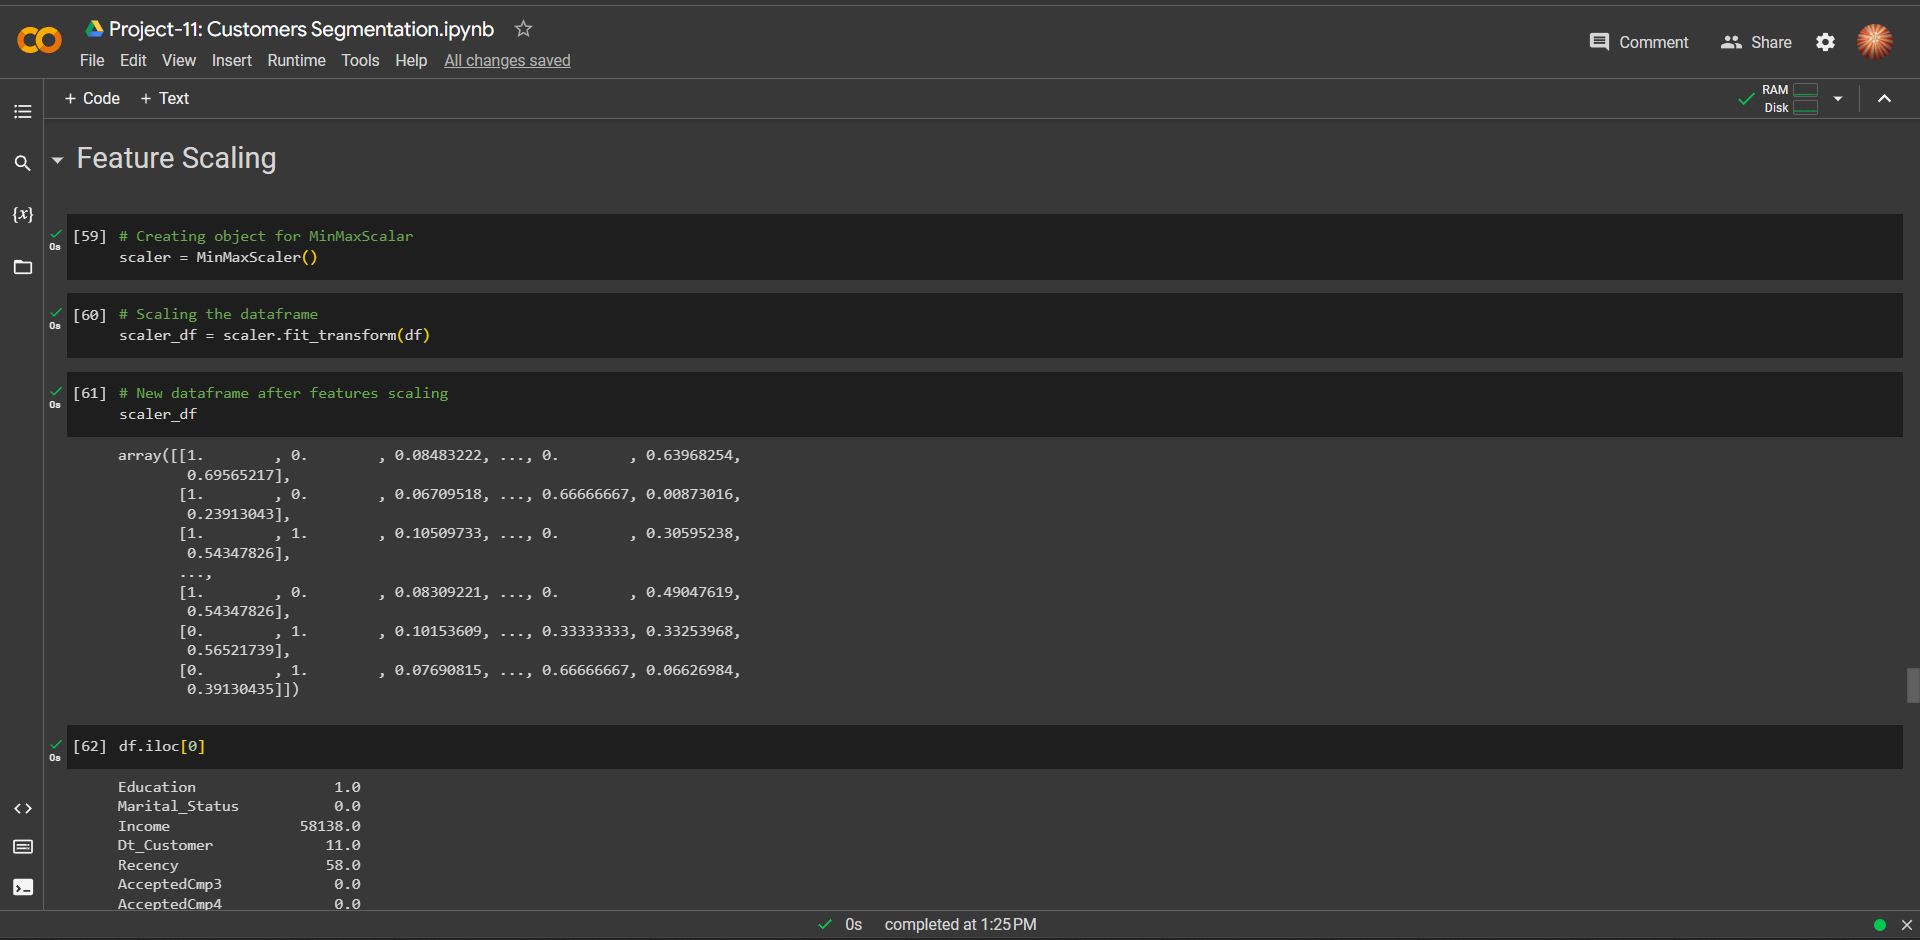 Project-11: Customers Segmentation.ipynb
File Edit View Insert Runtime Tools Help All changes saved
Comment Share
+ Code + Text
RAM
Disk
Feature Scaling
{x}
0s
[59] # Creating object for MinMaxScalar
scaler = MinMaxScaler()
0s
[60] # Scaling the dataframe
scaler_df = scaler.fit_transform(df)
0s
[61] # New dataframe after features scaling
scaler_df
array([[1.        , 0.        , 0.08483222, ..., 0.        , 0.63968254,
0.69565217],
[1.        , 0.        , 0.06709518, ..., 0.66666667, 0.00873016,
0.23913043],
[1.        , 1.        , 0.10509733, ..., 0.        , 0.30595238,
0.54347826],
...,
[1.        , 0.        , 0.08309221, ..., 0.        , 0.49047619,
0.54347826],
[0.        , 1.        , 0.10153609, ..., 0.33333333, 0.33253968,
0.56521739],
[0.        , 1.        , 0.07690815, ..., 0.66666667, 0.06626984,
0.39130435]])
0s
[62] df.iloc[0]
Education 1.0
Marital_Status 0.0
Income 58138.0
Dt_Customer 11.0
Recency 58.0
AcceptedCmp3 0.0
AcceptedCmp4 0.0
0s completed at 1:25 PM